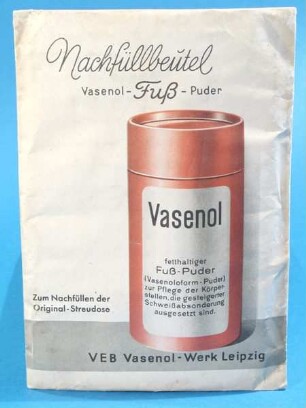 Nachfüllbeutel
Vasenol-Fuß-Puder
Vasenol
fetthaltiger
Fuß-Puder
(Vasenoloform-Puder)
zur Pflege der Körper-
stellen, die gesteigerter
Schweißabsonderung
ausgesetzt sind.
Zum Nachfüllen der
Original-Streudose
VEB Vasenol-Werk Leipzig